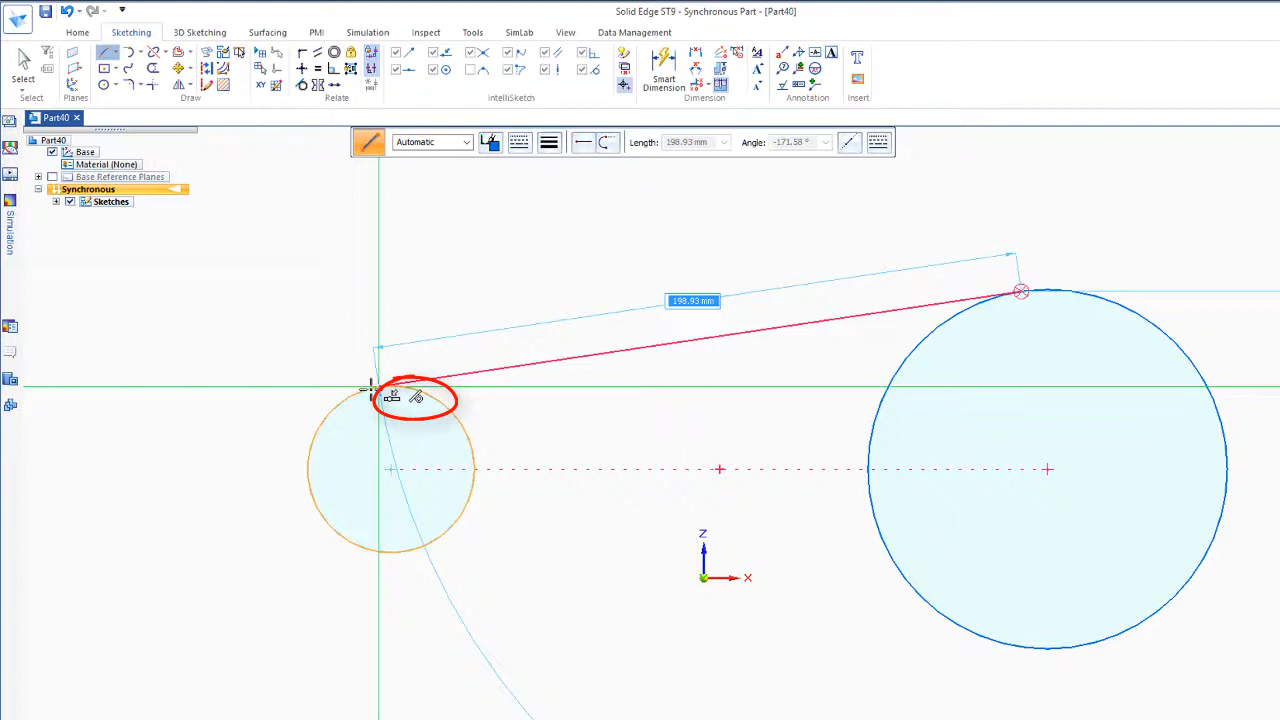 Solid Edge ST9 - Synchronous Part - [Part40]
Home Sketching 3D Sketching Surfacing PMI Simulation Inspect Tools SimLab View Data Management
Select
Smart
Dimension
Select Planes Draw Relate IntelliSketch Dimension Annotation Insert
Part40
Part40
Base
Material (None)
Base Reference Planes
Synchronous
Sketches
Simulation
Automatic Length: 198.93 mm Angle: -171.58 °
198.93 mm
Z
X